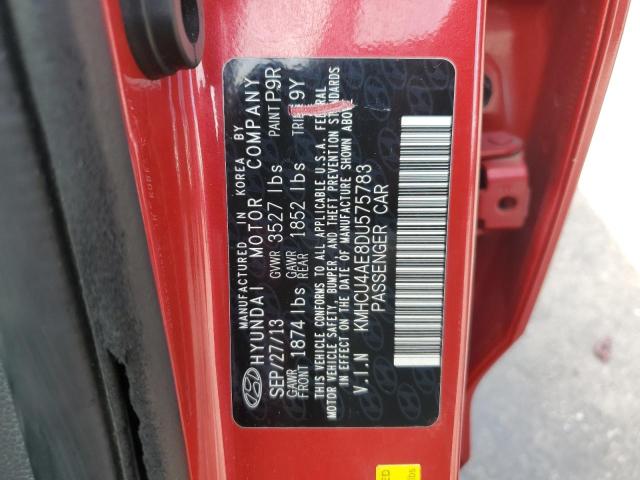 MANUFACTURED IN KOREA BY
HYUNDAI MOTOR COMPANY
SEP/27/13 GVWR 3527 lbs PAINT P9R
GAWR FRONT 1874 lbs GAWR REAR 1852 lbs TRIM 9Y
THIS VEHICLE CONFORMS TO ALL APPLICABLE U.S.A. FEDERAL
MOTOR VEHICLE SAFETY, BUMPER, AND THEFT PREVENTION STANDARDS
IN EFFECT ON THE DATE OF MANUFACTURE SHOWN ABOVE
V.I.N KMHCU4AE8DU575783
PASSENGER CAR
lbs